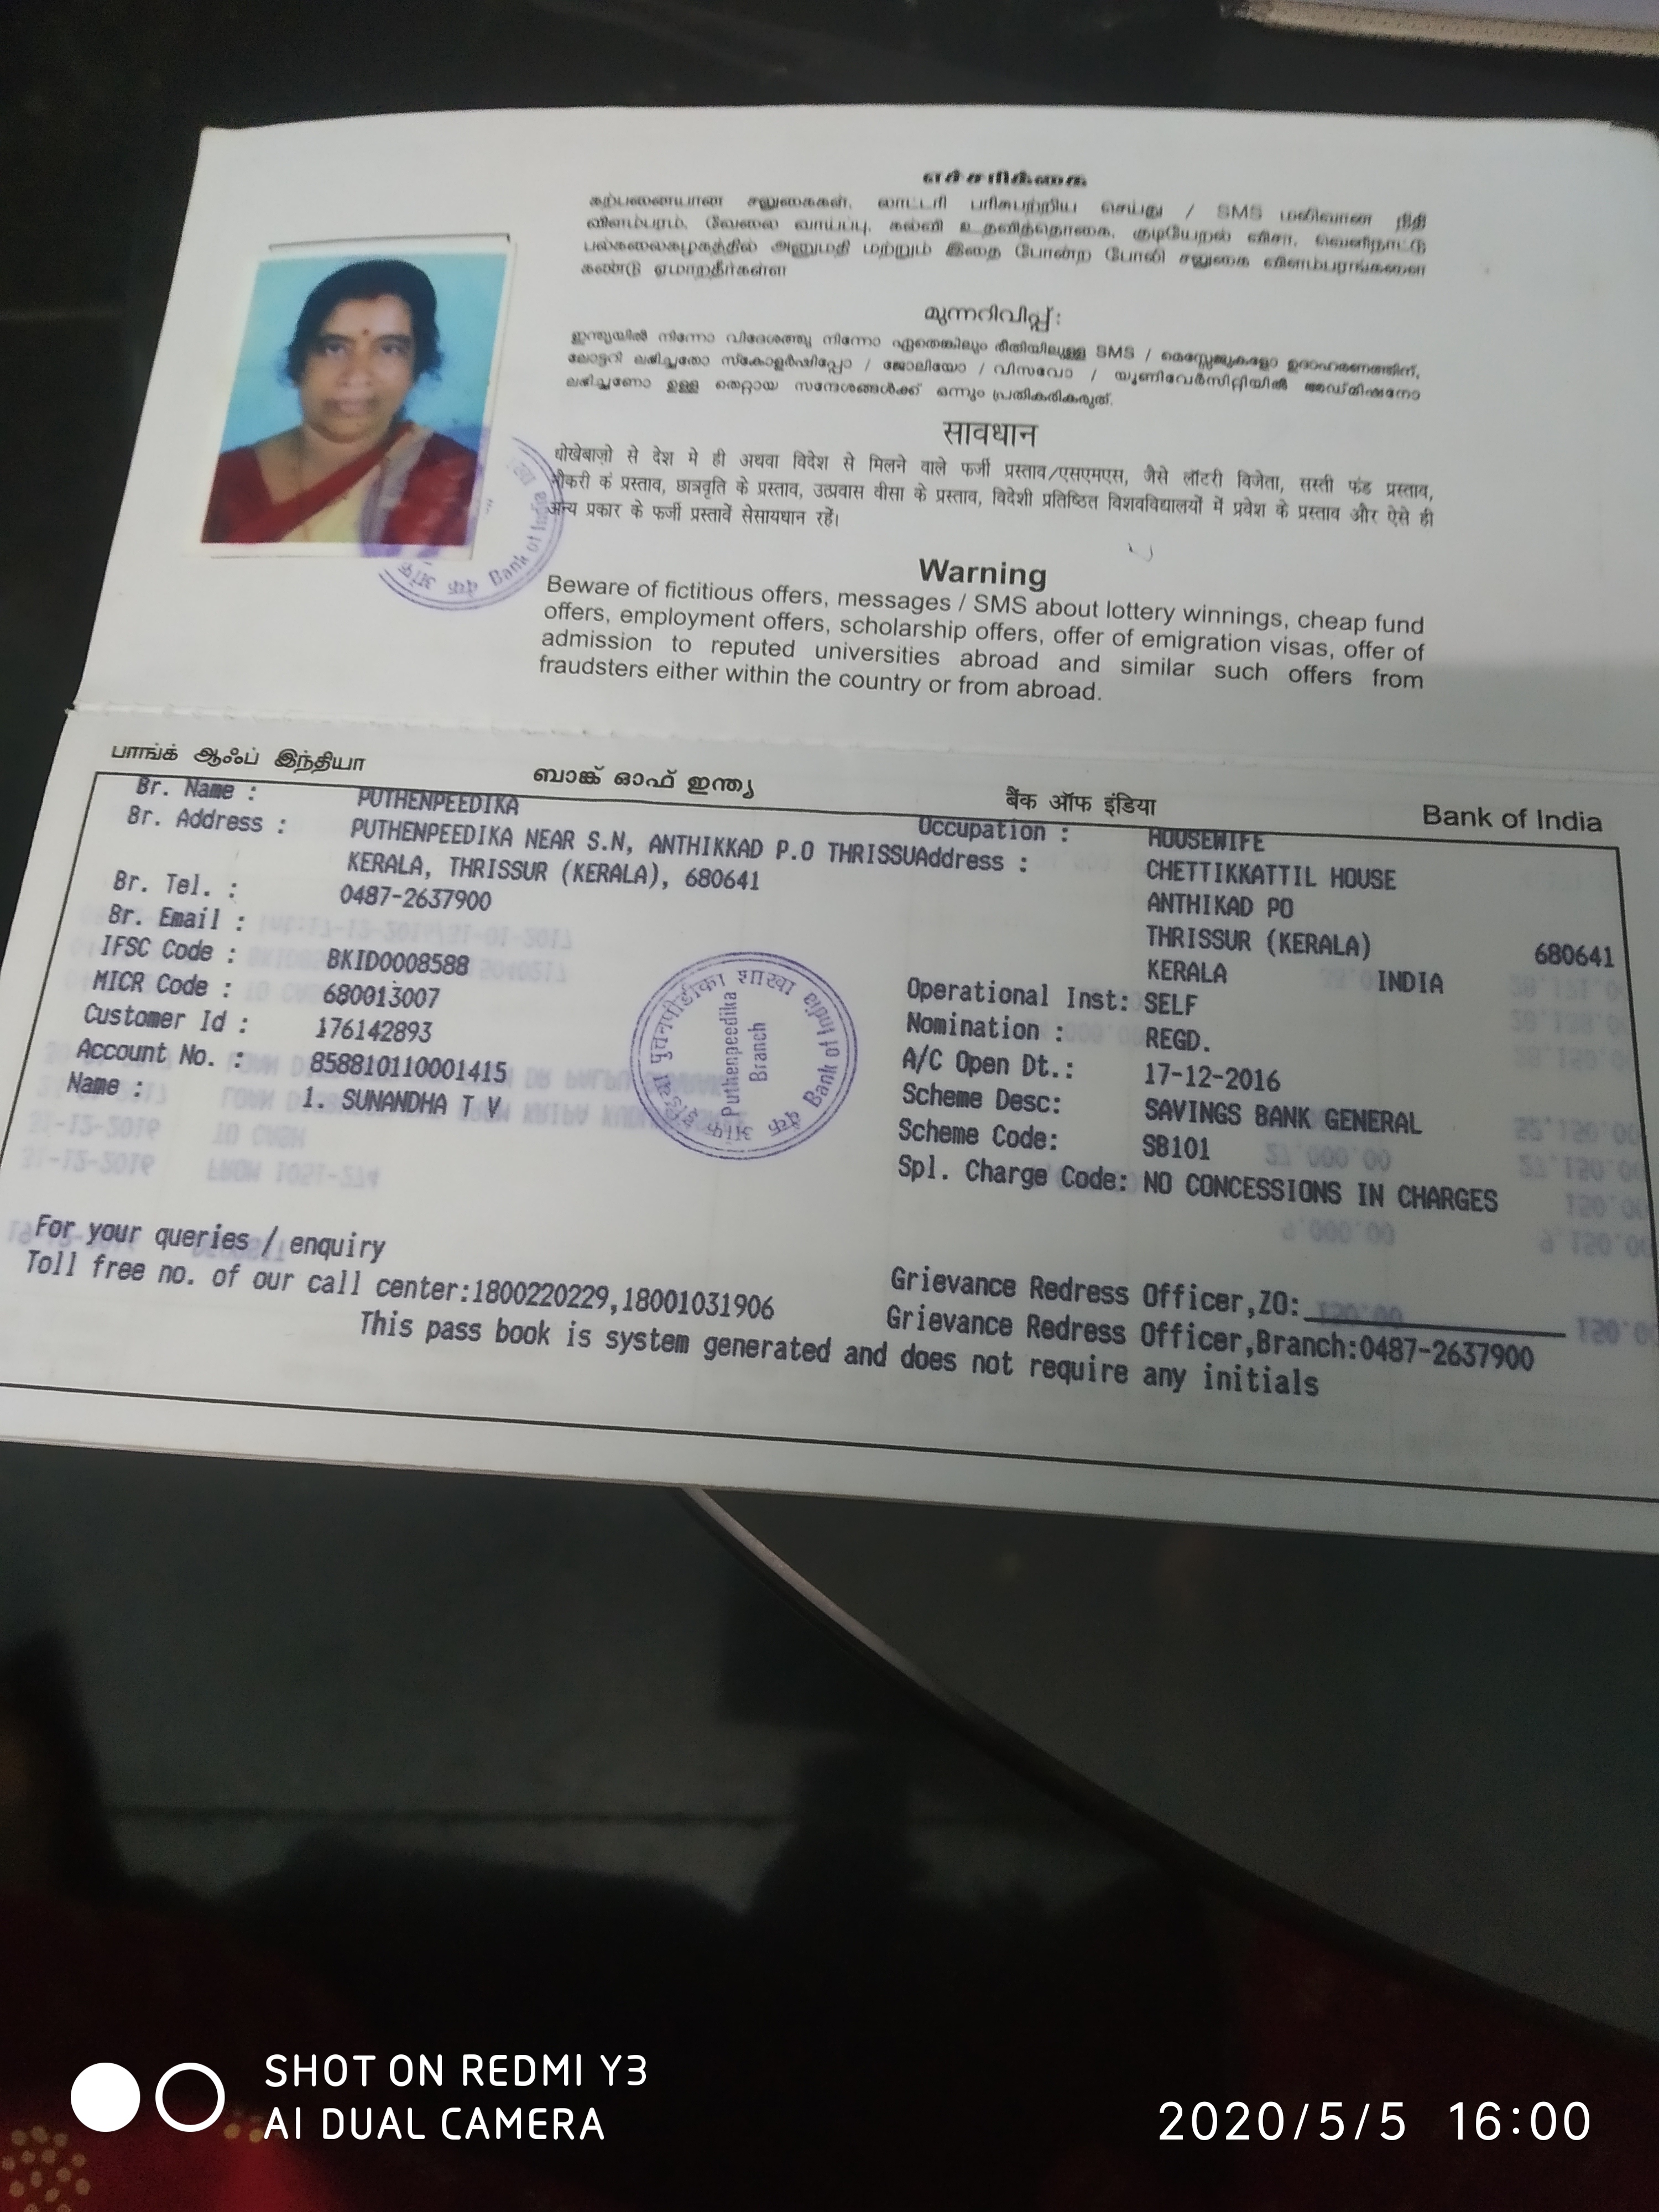 எச்சரிக்கை
கற்பனையான சலுகைகள், லாட்டரி பரிசுபற்றிய செய்து / SMS மலிவான நிதி
விளம்பரம், வேலை வாய்ப்பு, கல்வி உதவித்தொகை, குடியேறல் விசா, வெளிநாட்டு
பல்கலைகழகத்தில் அனுமதி மற்றும் இதை போன்ற போலி சலுகை விளம்பரங்களை
கண்டு ஏமாறாதீர்கள்
മുന്നറിവിപ്പ് :
ഇന്ത്യയിൽ നിന്നോ വിദേശത്തു നിന്നോ ഏതെങ്കിലും രീതിയിലുള്ള SMS / മെസ്സേജുകളോ ഉദാഹരണത്തിന്,
ലോട്ടറി ലഭിച്ചതോ സ്കോളർഷിപ്പോ / ജോലിയോ / വിസവോ / യൂണിവേർസിറ്റിയിൽ അഡ്മിഷനോ
ലഭിച്ചണോ ഉള്ള തെറ്റായ സന്ദേശങ്ങൾക്ക് ഒന്നും പ്രതികരികരുത്.
सावधान
धोखेबाज़ो से देश मे ही अथवा विदेश से मिलने वाले फर्जी प्रस्ताव/एसएमएस, जैसे लॉटरी विजेता, सस्ती फंड प्रस्ताव,
नौकरी कं प्रस्ताव, छात्रवृति के प्रस्ताव, उत्प्रवास वीसा के प्रस्ताव, विदेशी प्रतिष्ठित विशवविद्यालयों में प्रवेश के प्रस्ताव और ऐसे ही
अन्य प्रकार के फर्जी प्रस्तावें सेसायधान रहें।
Warning
Beware of fictitious offers, messages / SMS about lottery winnings, cheap fund
offers, employment offers, scholarship offers, offer of emigration visas, offer of
admission to reputed universities abroad and similar such offers from
fraudsters either within the country or from abroad.
बैंक ऑफ Bank of India
பாங்க் ஆஃப் இந்தியா ബാങ്ക് ഓഫ് ഇന്ത്യ बैंक ऑफ इंडिया Bank of India
Br. Name : PUTHENPEEDIKA Occupation : HOUSEWIFE
Br. Address : PUTHENPEEDIKA NEAR S.N, ANTHIKKAD P.O THRISSUAddress : CHETTIKKATTIL HOUSE
KERALA, THRISSUR (KERALA), 680641 ANTHIKAD PO
Br. Tel. : 0487-2637900 THRISSUR (KERALA) 680641
Br. Email : KERALA INDIA
IFSC Code : BKID0008588 Operational Inst: SELF
MICR Code : 680013007 Nomination : REGD.
Customer Id : 176142893 A/C Open Dt.: 17-12-2016
Account No. : 858810110001415 Scheme Desc: SAVINGS BANK GENERAL
Name : 1. SUNANDHA T V Scheme Code: SB101
Spl. Charge Code: NO CONCESSIONS IN CHARGES
बैंक ऑफ इंडिया पुत्तनपीडीका शाखा Bank of India
Puthenpeedika
Branch
For your queries / enquiry
Toll free no. of our call center:1800220229,18001031906
Grievance Redress Officer,ZO:
Grievance Redress Officer,Branch:0487-2637900
This pass book is system generated and does not require any initials
SHOT ON REDMI Y3
AI DUAL CAMERA
2020/5/5 16:00